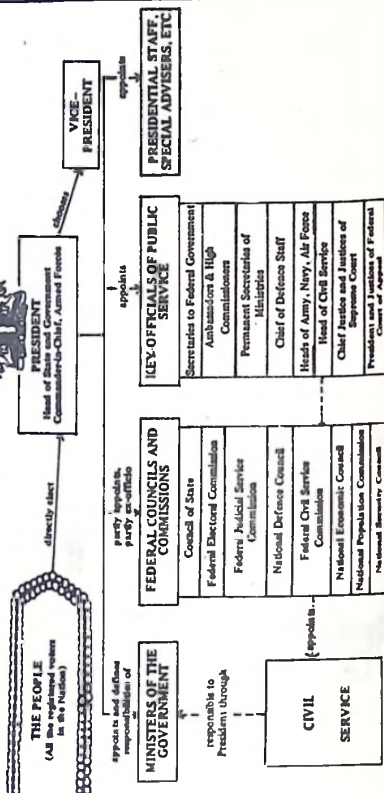 THE PEOPLE
(All the registered voters
in the Nation)
directly elect
PRESIDENT
Head of State and Government
Commander-in-Chief, Armed Forces
chooses
VICE–
PRESIDENT
appoints and defines
responsibilities of
partly appoints,
partly ex-officio
appoints
appoints
MINISTERS OF THE
GOVERNMENT
responsible to
President through
CIVIL
SERVICE
appoints
FEDERAL COUNCILS AND
COMMISSIONS
Council of State
Federal Electoral Commission
Federal Judicial Service
Commission
National Defence Council
Federal Civil Service
Commission
National Economic Council
National Population Commission
National Security Council
KEY-OFFICIALS OF PUBLIC
SERVICE
Secretaries to Federal Government
Ambassadors & High
Commissioners
Permanent Secretaries of
Ministries
Chief of Defence Staff
Heads of Army, Navy, Air Force
Head of Civil Service
Chief Justice and Justices of
Supreme Court
President and Justices of Federal
Court of Appeal
PRESIDENTIAL STAFF,
SPECIAL ADVISERS, ETC